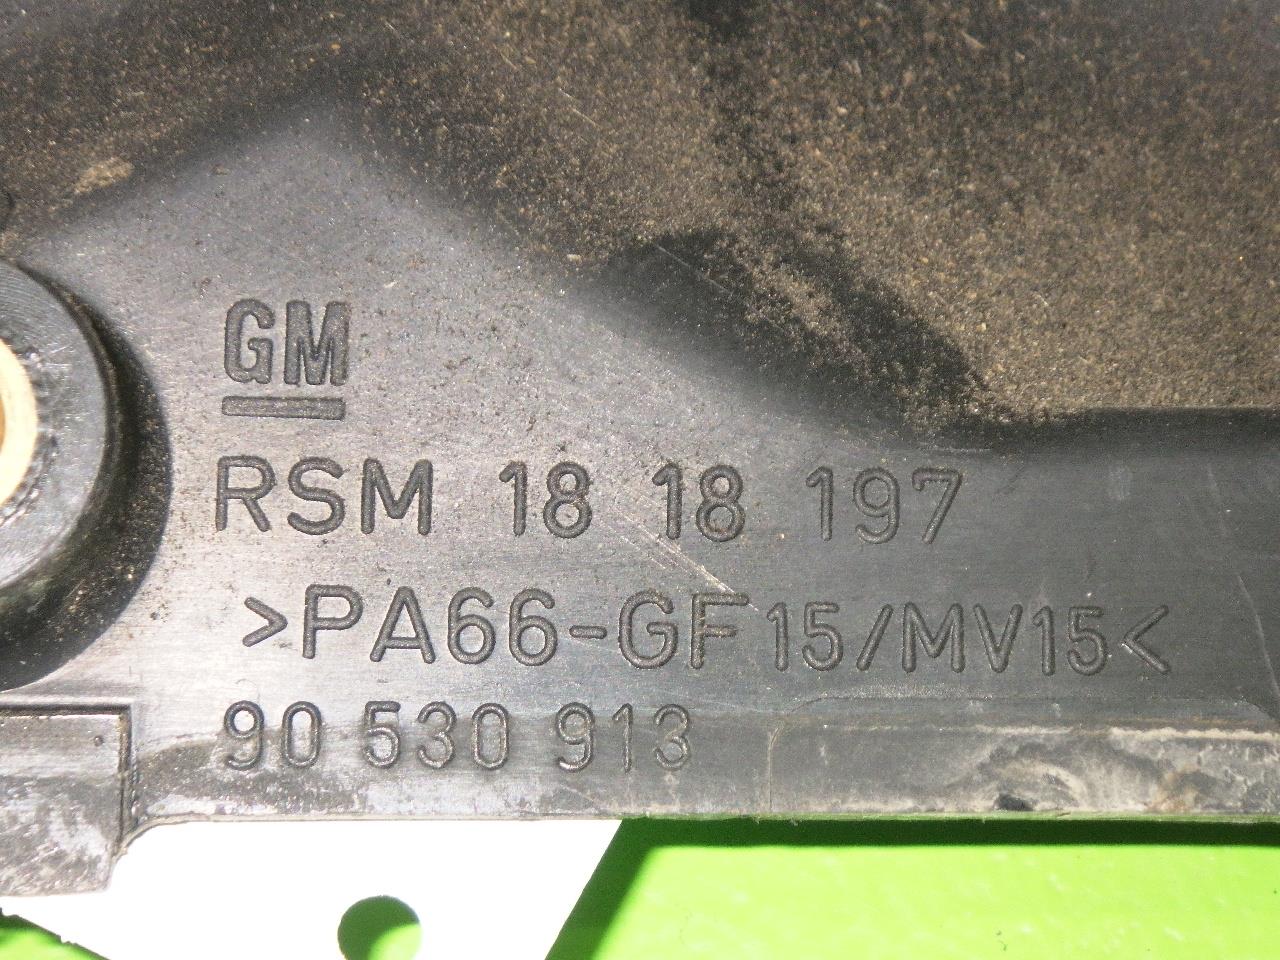 GM
RSM 18 18 197
>PA66-GF15/MV15<
90 530 913